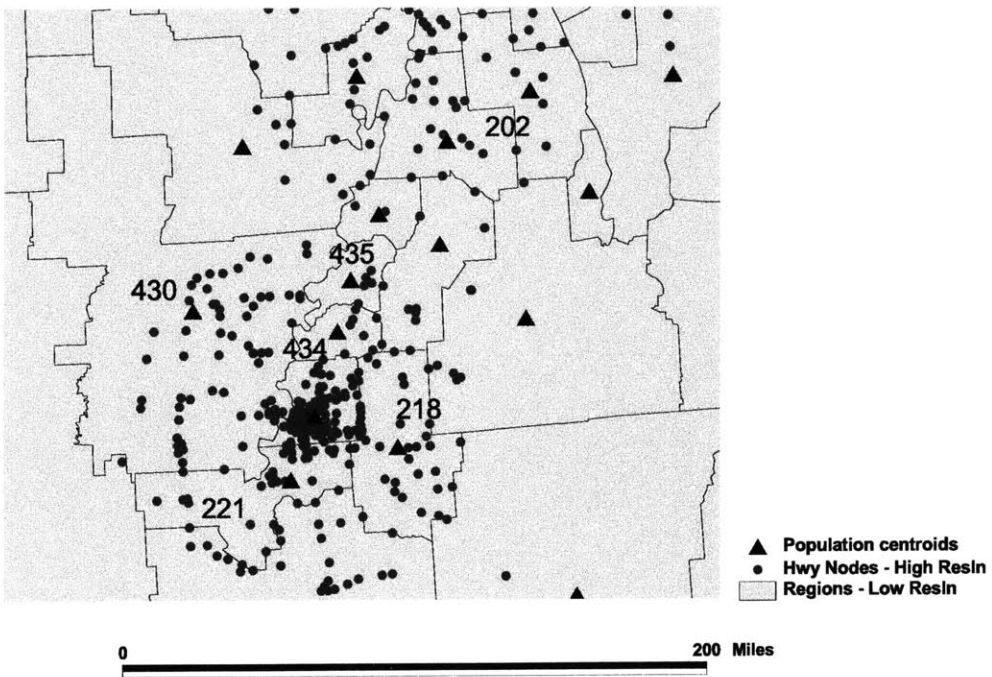 202
435
430
434
218
221
Population centroids
Hwy Nodes - High Resln
Regions - Low Resln
0 200 Miles